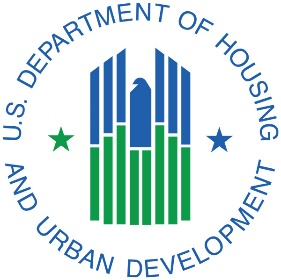 U.S. DEPARTMENT OF HOUSING
AND URBAN DEVELOPMENT